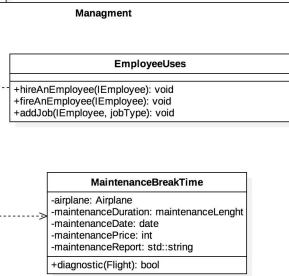 Managment
EmployeeUses
+hireAnEmployee(IEmployee): void
+fireAnEmployee(IEmployee): void
+addJob(IEmployee, jobType): void
MaintenanceBreakTime
-airplane: Airplane
-maintenanceDuration: maintenanceLenght
-maintenanceDate: date
-maintenancePrice: int
-maintenanceReport: std::string
+diagnostic(Flight): bool